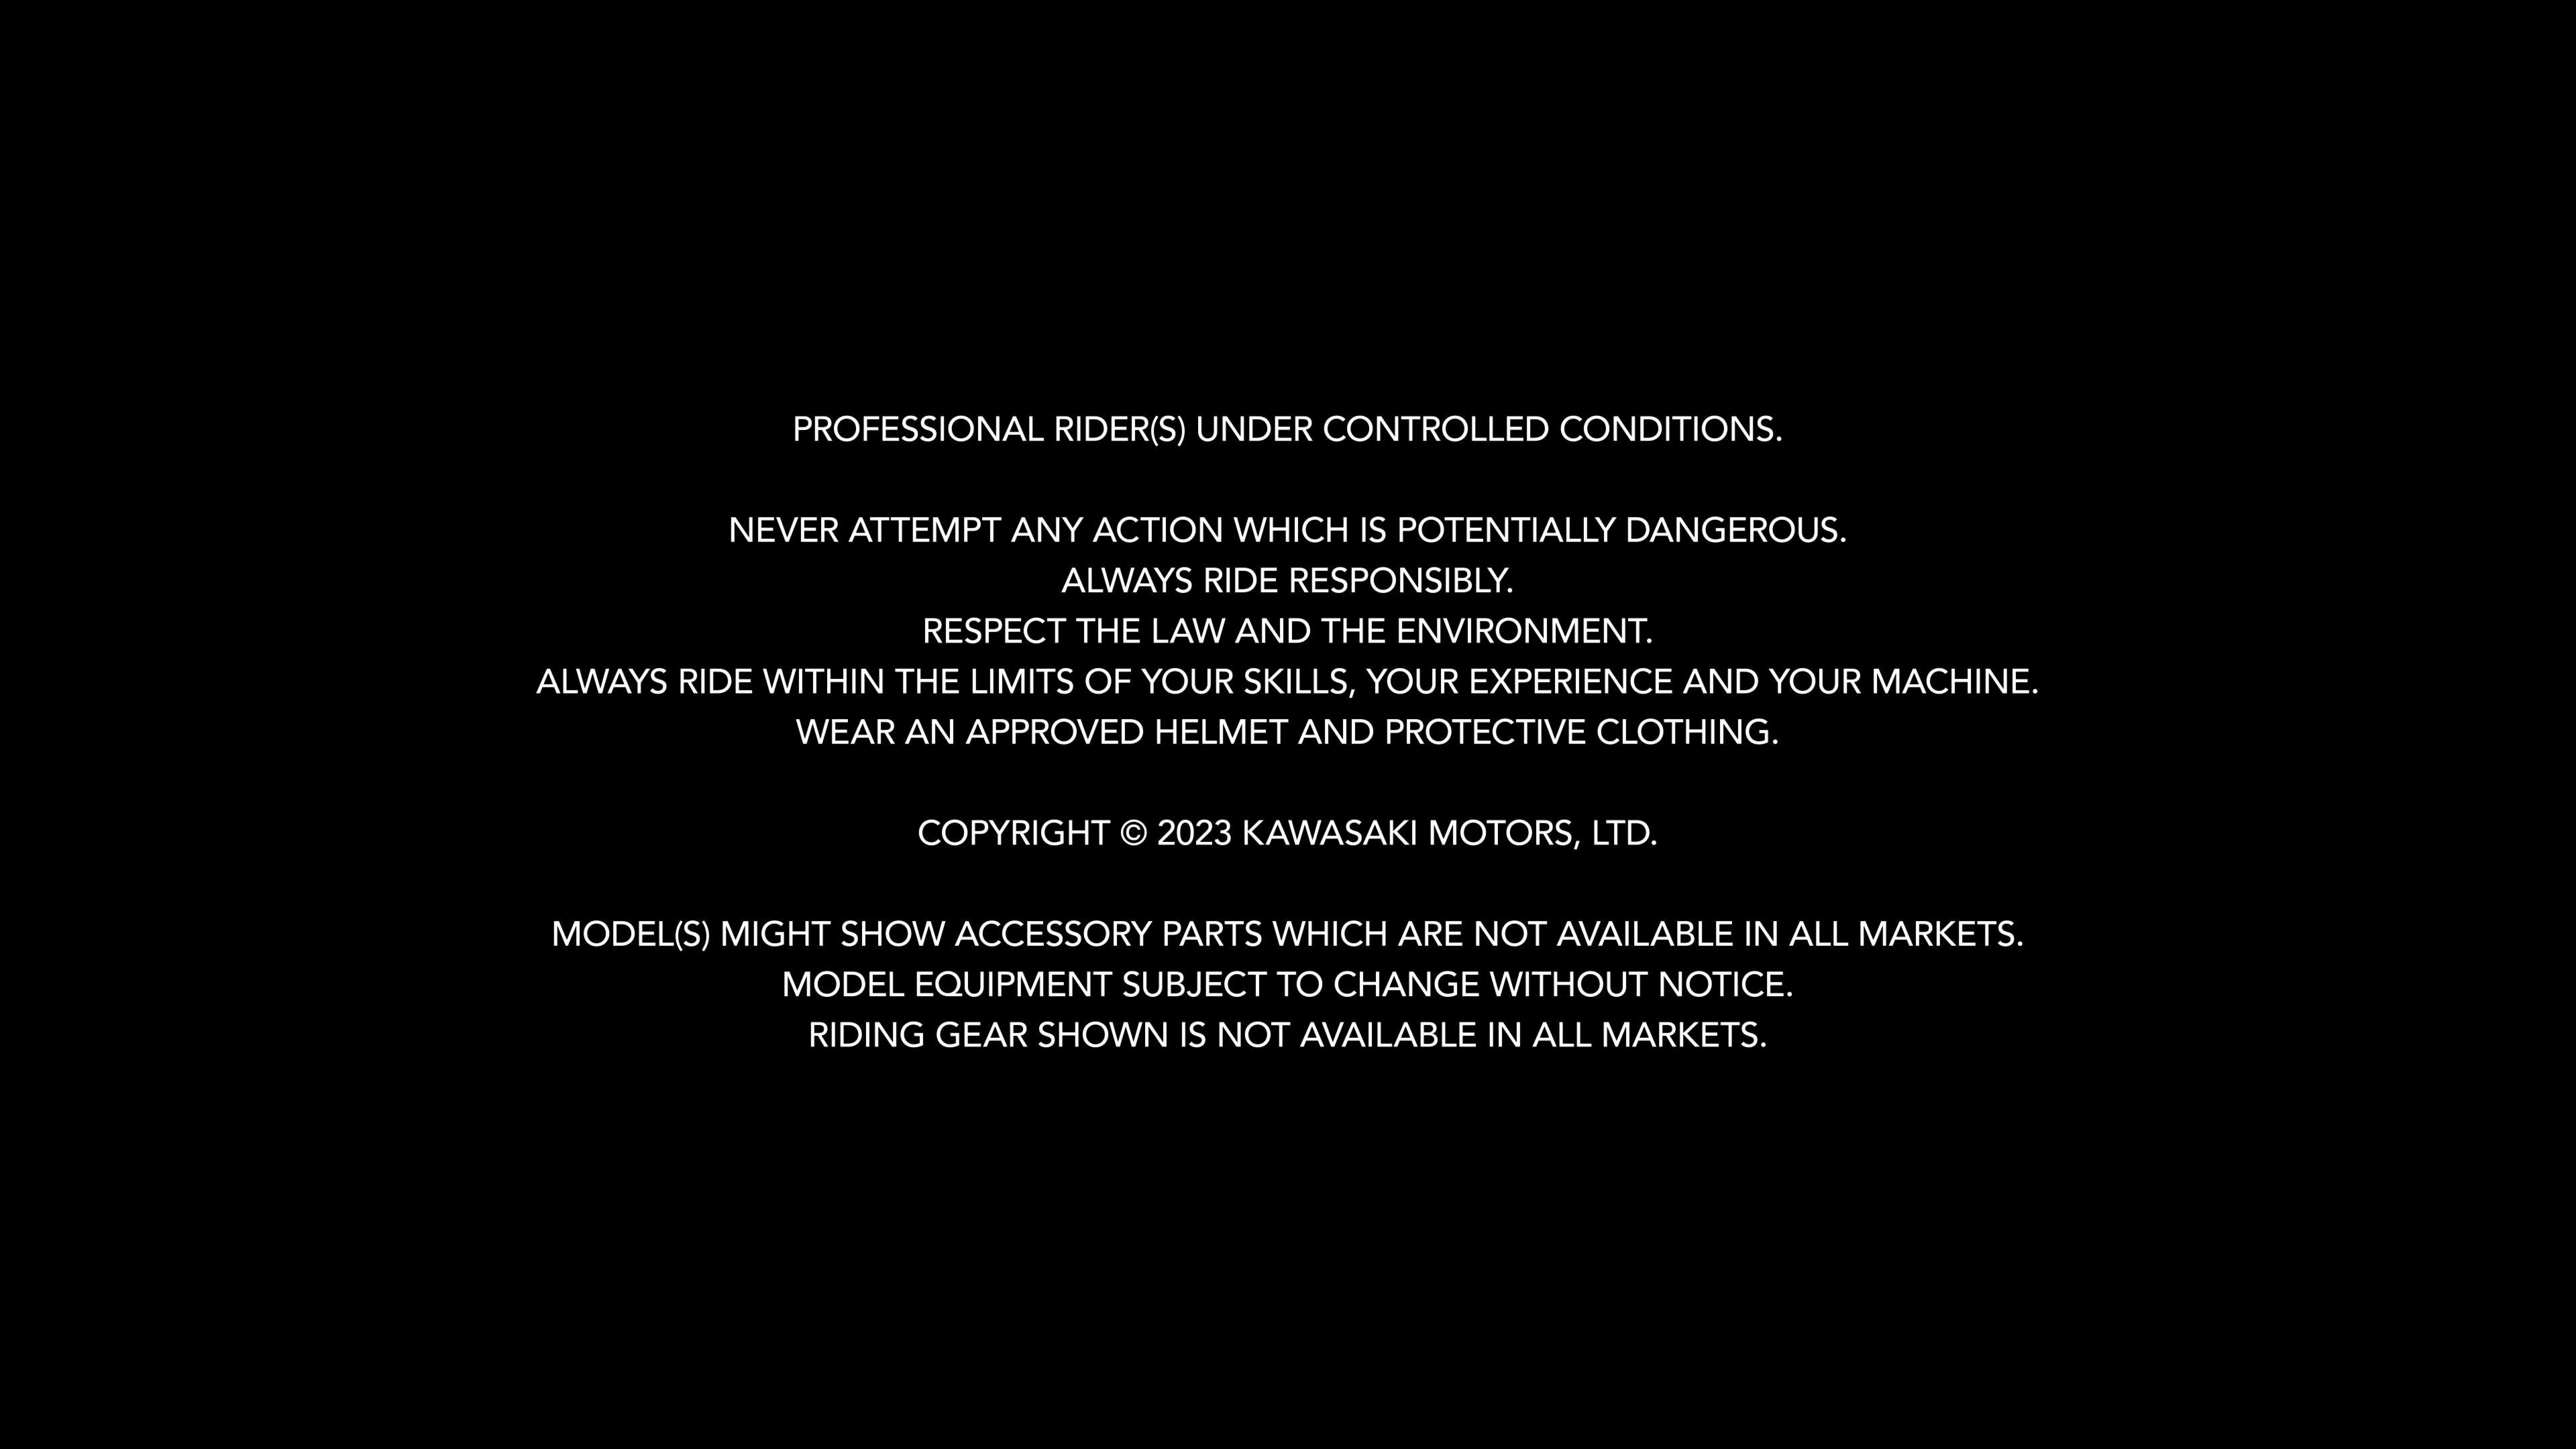 PROFESSIONAL RIDER(S) UNDER CONTROLLED CONDITIONS.
NEVER ATTEMPT ANY ACTION WHICH IS POTENTIALLY DANGEROUS.
ALWAYS RIDE RESPONSIBLY.
RESPECT THE LAW AND THE ENVIRONMENT.
ALWAYS RIDE WITHIN THE LIMITS OF YOUR SKILLS, YOUR EXPERIENCE AND YOUR MACHINE.
WEAR AN APPROVED HELMET AND PROTECTIVE CLOTHING.
COPYRIGHT © 2023 KAWASAKI MOTORS, LTD.
MODEL(S) MIGHT SHOW ACCESSORY PARTS WHICH ARE NOT AVAILABLE IN ALL MARKETS.
MODEL EQUIPMENT SUBJECT TO CHANGE WITHOUT NOTICE.
RIDING GEAR SHOWN IS NOT AVAILABLE IN ALL MARKETS.